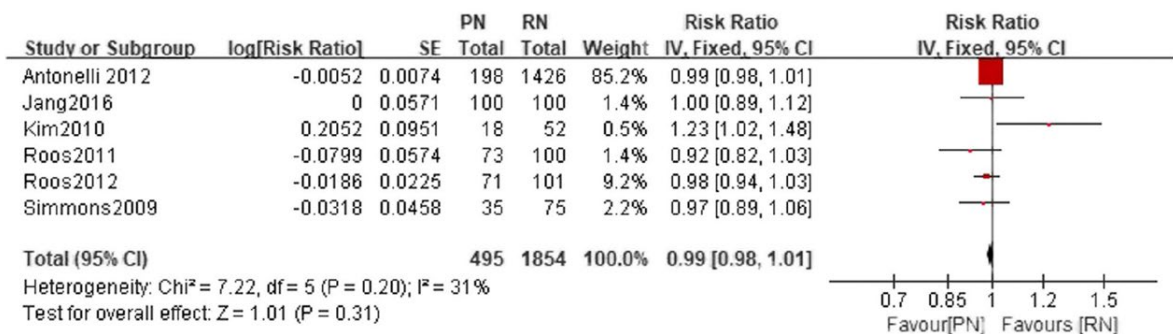 PN RN Risk Ratio Risk Ratio
Study or Subgroup log[Risk Ratio] SE Total Total Weight IV, Fixed, 95% CI IV, Fixed, 95% CI
Antonelli 2012 -0.0052 0.0074 198 1426 85.2% 0.99 [0.98, 1.01]
Jang2016 0 0.0571 100 100 1.4% 1.00 [0.89, 1.12]
Kim2010 0.2052 0.0951 18 52 0.5% 1.23 [1.02, 1.48]
Roos2011 -0.0799 0.0574 73 100 1.4% 0.92 [0.82, 1.03]
Roos2012 -0.0186 0.0225 71 101 9.2% 0.98 [0.94, 1.03]
Simmons2009 -0.0318 0.0458 35 75 2.2% 0.97 [0.89, 1.06]
Total (95% CI) 495 1854 100.0% 0.99 [0.98, 1.01]
Heterogeneity: Chi² = 7.22, df = 5 (P = 0.20); I² = 31%
Test for overall effect: Z = 1.01 (P = 0.31)
0.7 0.85 1 1.2 1.5
Favour[PN] Favours [RN]